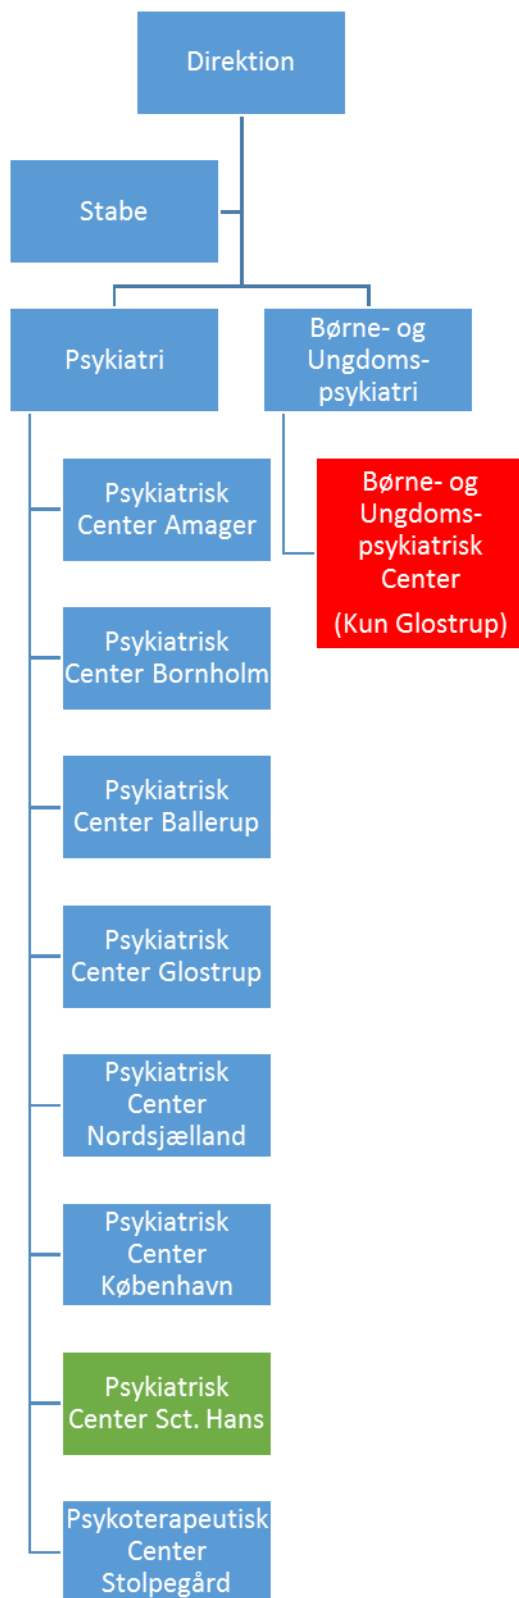 Direktion
Stabe
Psykiatri
Børne- og
Ungdoms-
psykiatri
Psykiatrisk
Center Amager
Psykiatrisk
Center Bornholm
Psykiatrisk
Center Ballerup
Psykiatrisk
Center Glostrup
Psykiatrisk
Center
Nordsjælland
Psykiatrisk
Center
København
Psykiatrisk
Center Sct. Hans
Psykoterapeutisk
Center
Stolpegård
Børne- og
Ungdoms-
psykiatrisk
Center
(Kun Glostrup)